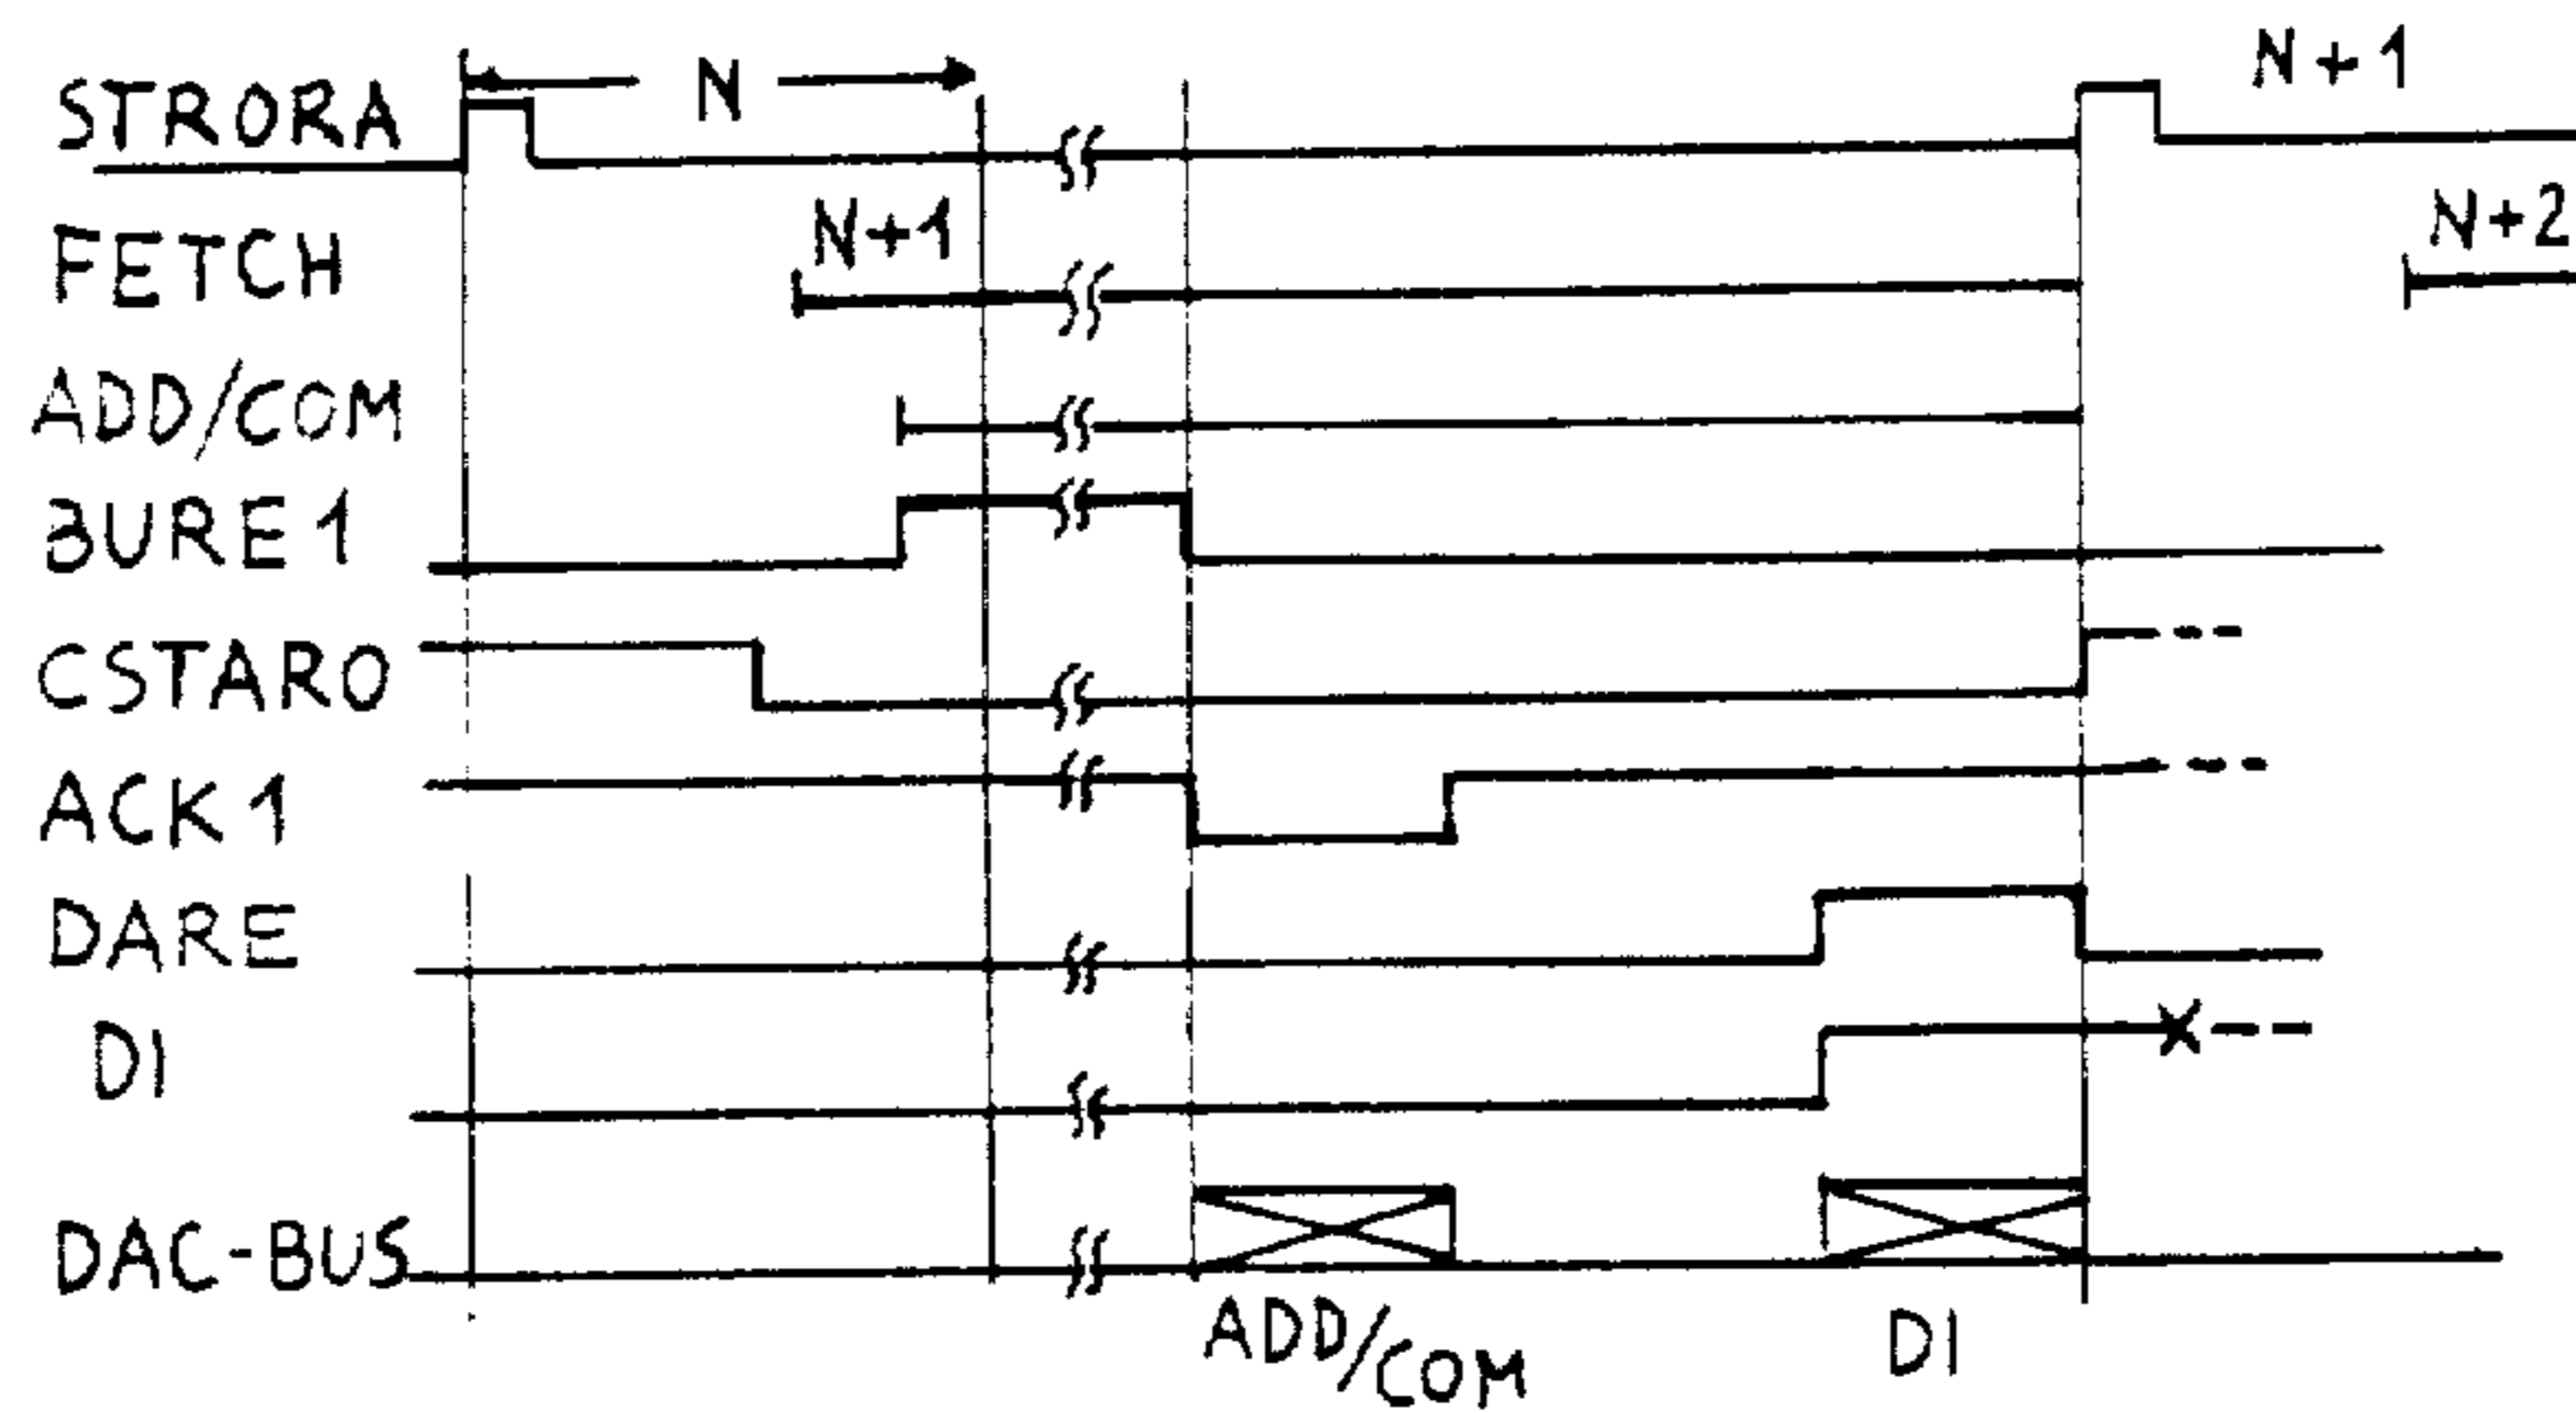 STRORA N N+1
FETCH N+1 N+2
ADD/COM
BURE1
CSTARO
ACK1
DARE
DI
DAC-BUS
ADD/COM DI